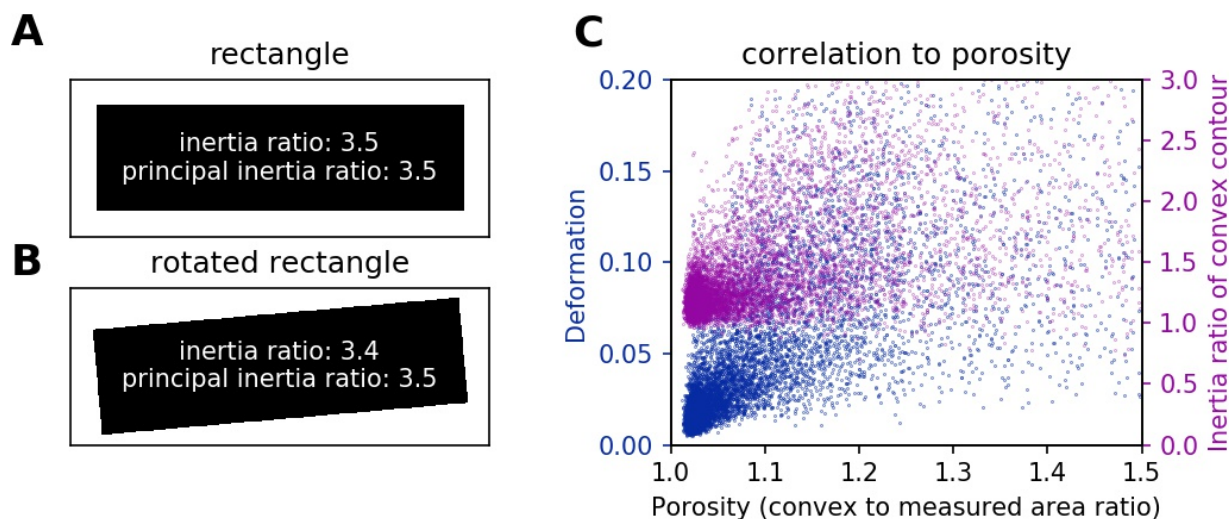 A
rectangle
inertia ratio: 3.5
principal inertia ratio: 3.5
B
rotated rectangle
inertia ratio: 3.4
principal inertia ratio: 3.5
C
correlation to porosity
0.20
0.15
0.10
0.05
0.00
Deformation
3.0
2.5
2.0
1.5
1.0
0.5
0.0
Inertia ratio of convex contour
1.0 1.1 1.2 1.3 1.4 1.5
Porosity (convex to measured area ratio)